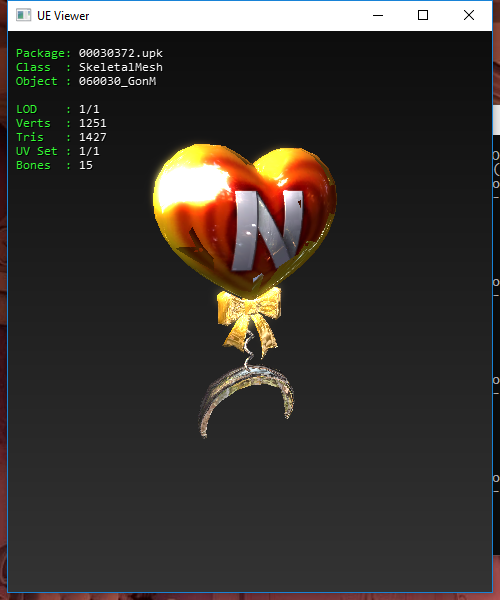 UE Viewer
Package: 00030372.upk
Class : SkeletalMesh
Object : 060030_GonM
LOD : 1/1
Verts : 1251
Tris : 1427
UV Set : 1/1
Bones : 15
N